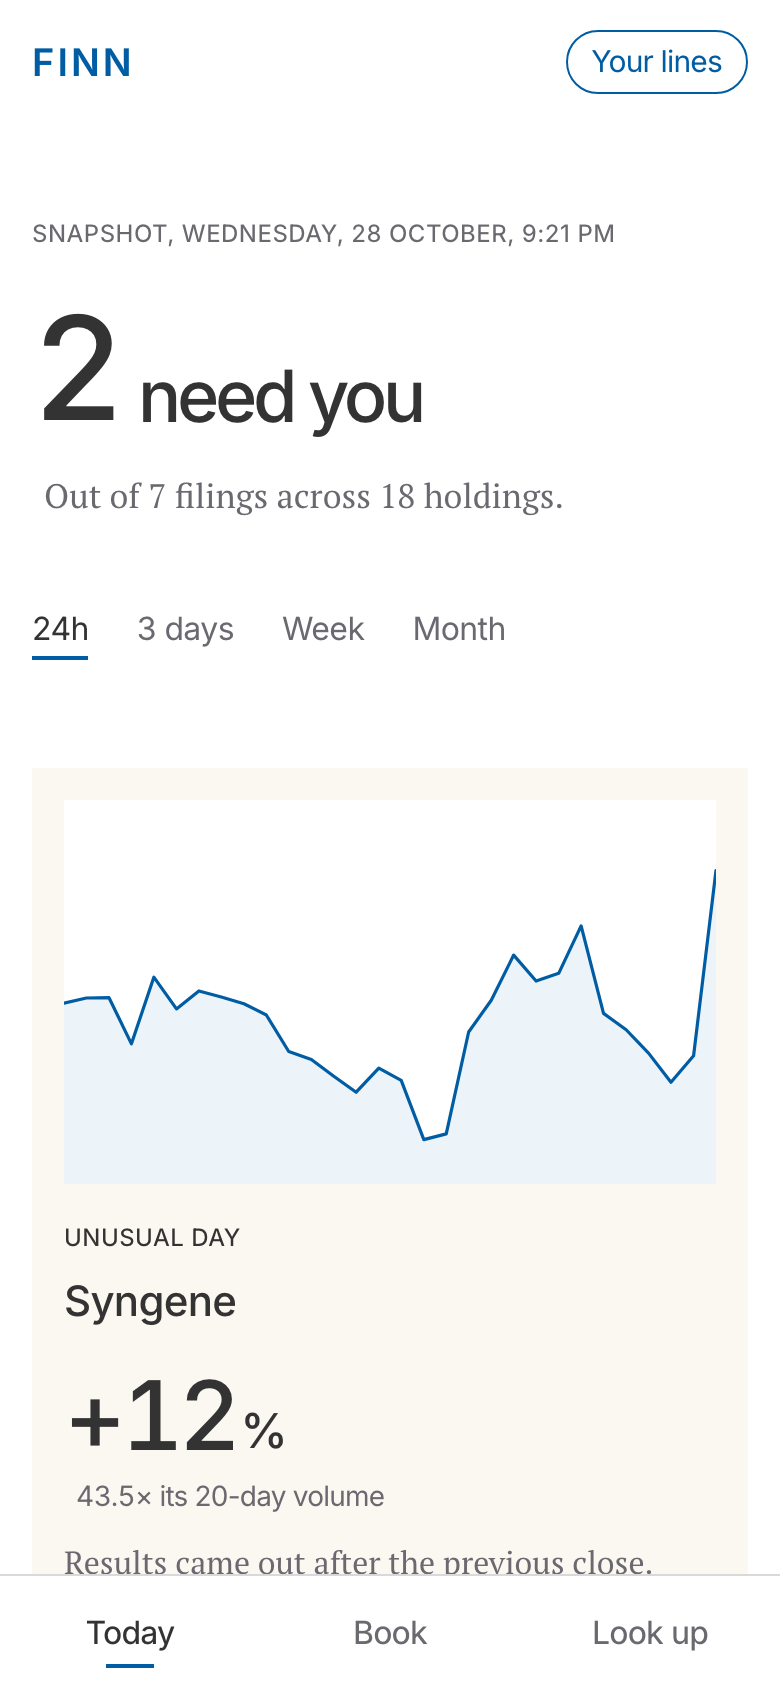 FINN
Your lines
SNAPSHOT, WEDNESDAY, 28 OCTOBER, 9:21 PM
2 need you
Out of 7 filings across 18 holdings.
24h 3 days Week Month
UNUSUAL DAY
Syngene
+12%
43.5× its 20-day volume
Results came out after the previous close.
Today Book Look up